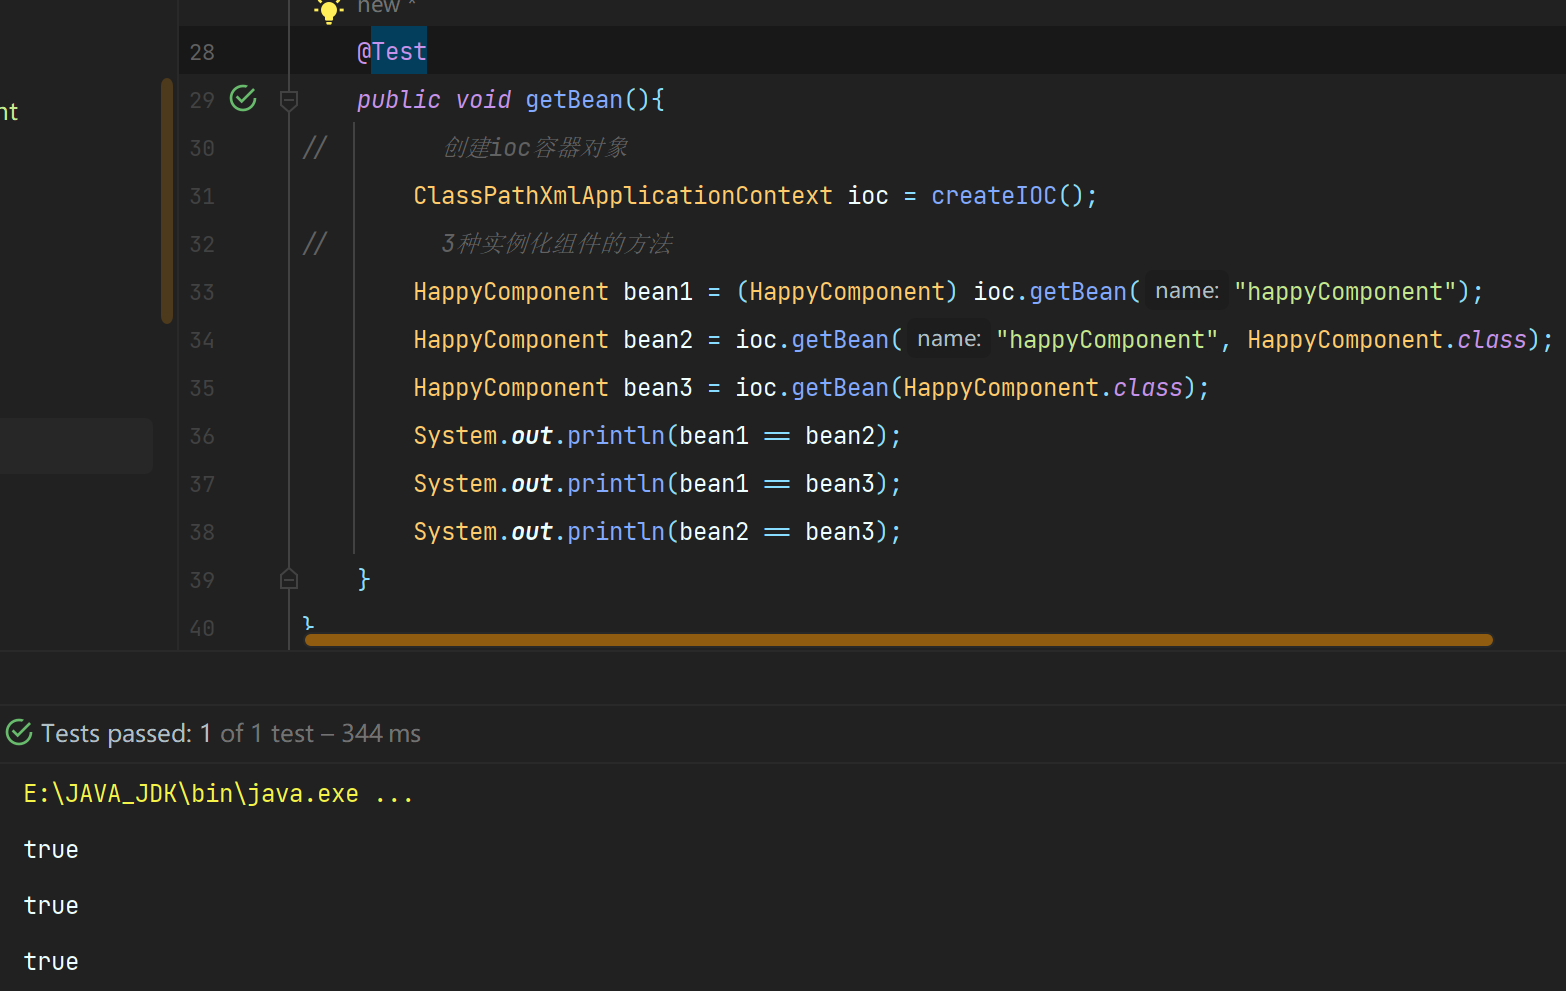 new *
28 @Test
nt
29 public void getBean(){
30 // 创建ioc容器对象
31 ClassPathXmlApplicationContext ioc = createIOC();
32 // 3种实例化组件的方法
33 HappyComponent bean1 = (HappyComponent) ioc.getBean( name: "happyComponent");
34 HappyComponent bean2 = ioc.getBean( name: "happyComponent", HappyComponent.class);
35 HappyComponent bean3 = ioc.getBean(HappyComponent.class);
36 System.out.println(bean1 == bean2);
37 System.out.println(bean1 == bean3);
38 System.out.println(bean2 == bean3);
39 }
40 }
Tests passed: 1 of 1 test – 344 ms
E:\JAVA_JDK\bin\java.exe ...
true
true
true